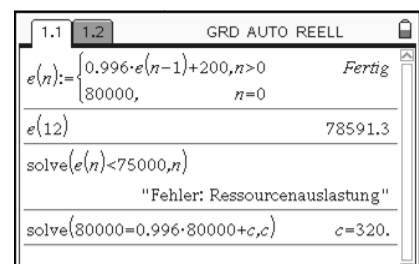 1.1 1.2 GRD AUTO REELL
e(n):={0.996·e(n−1)+200,n>0 Fertig
80000, n=0
e(12) 78591.3
solve(e(n)<75000,n)
"Fehler: Ressourcenauslastung"
solve(80000=0.996·80000+c,c) c=320.